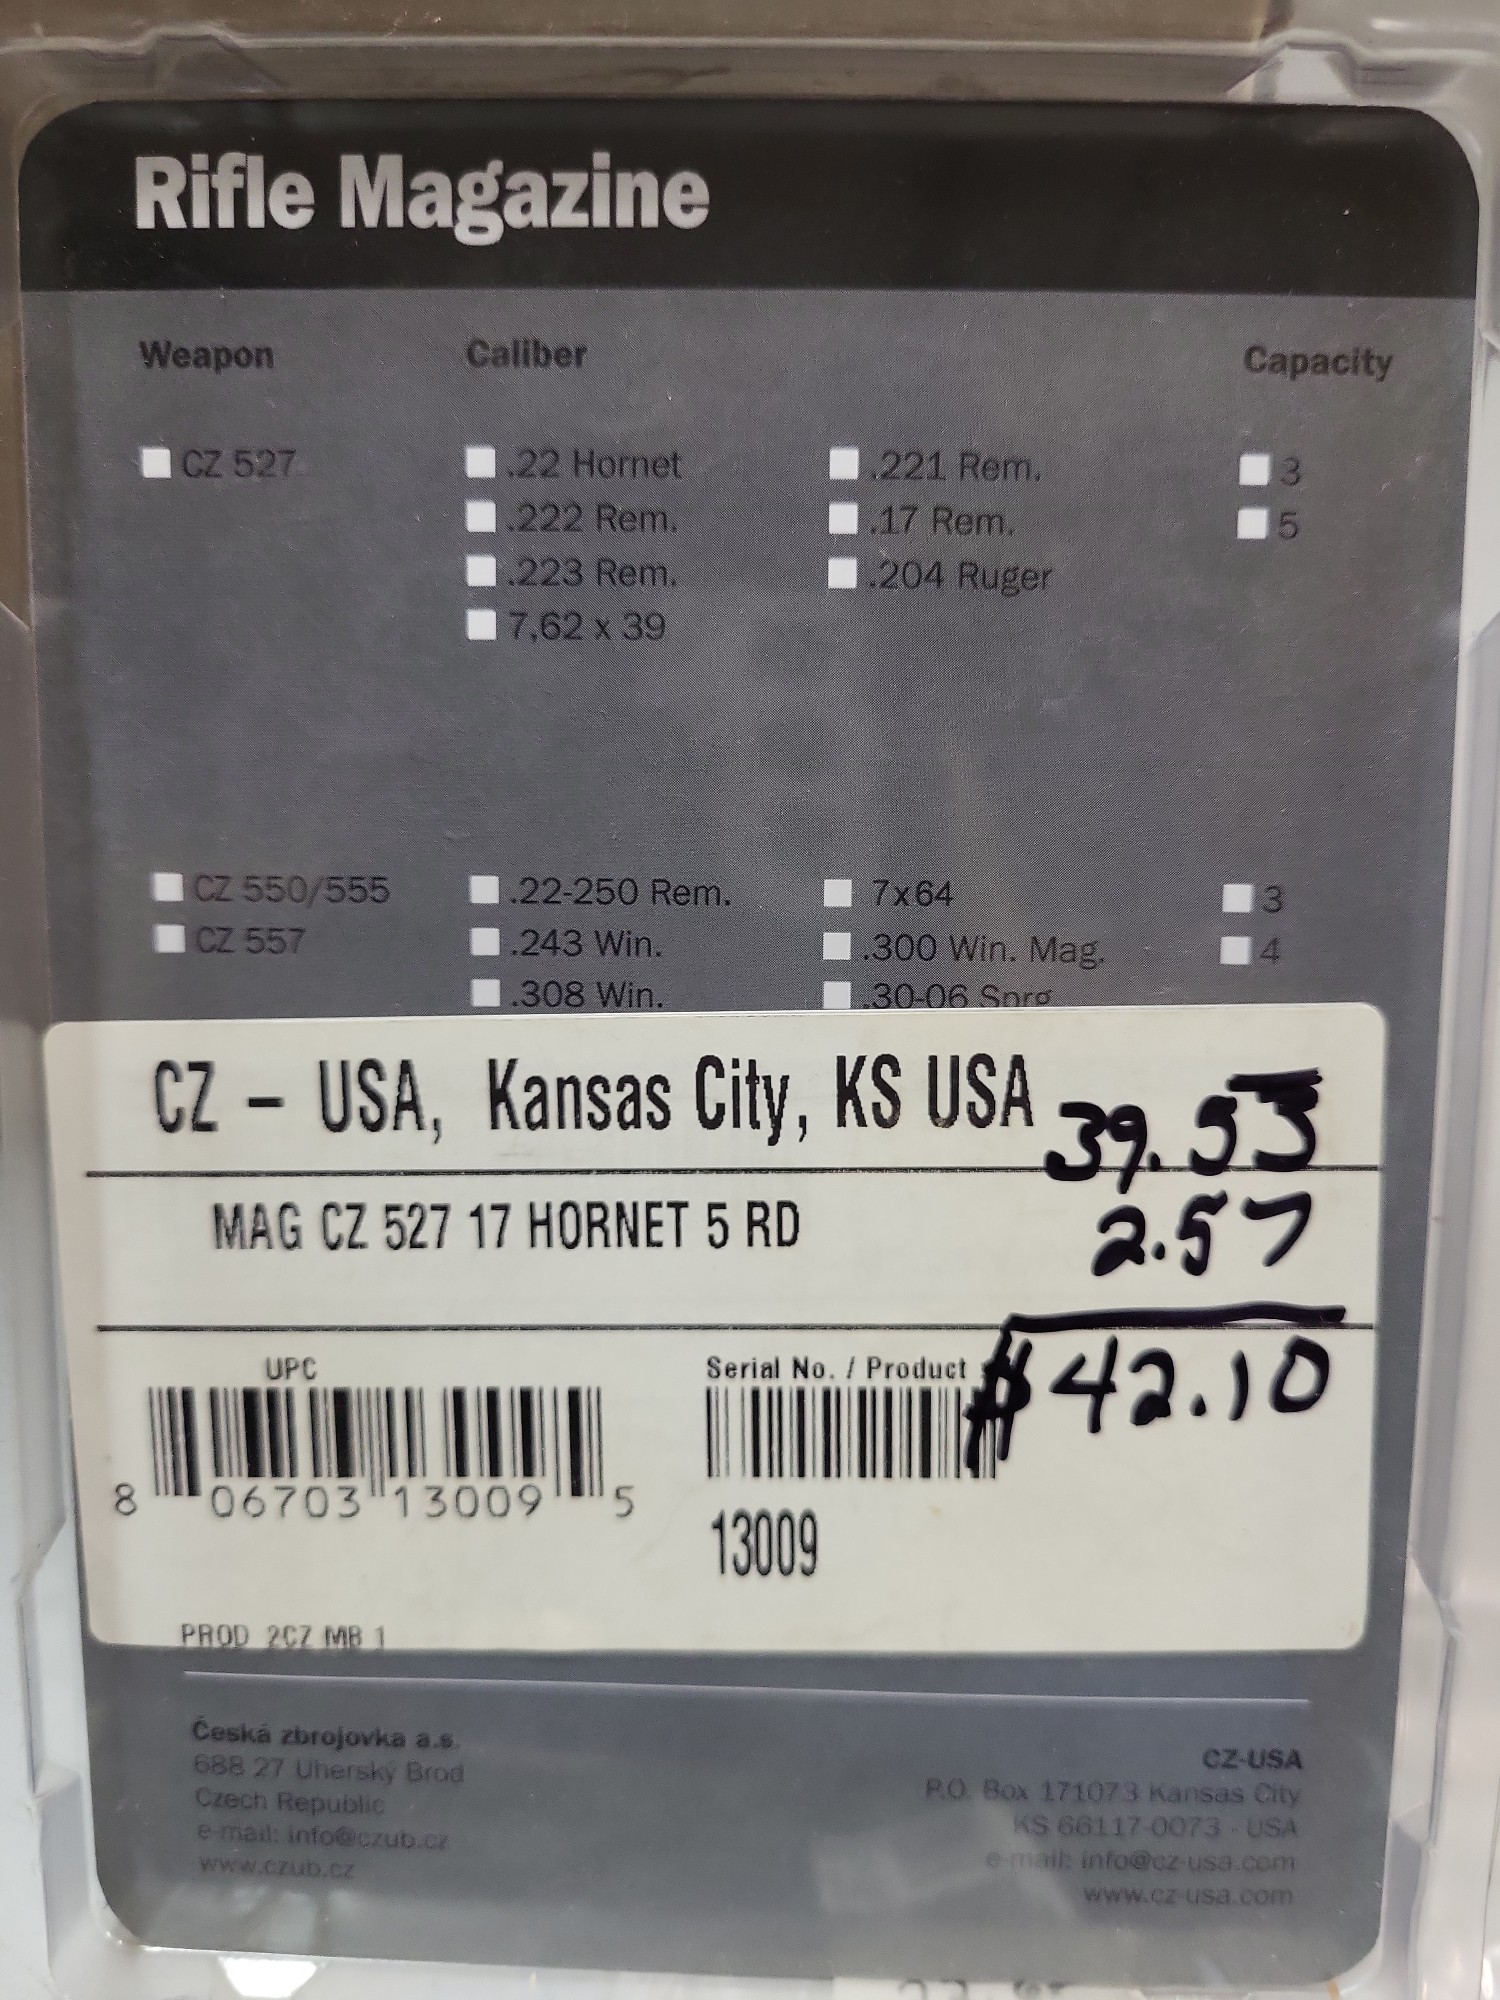 Rifle Magazine
Weapon Caliber Capacity
CZ 527 .22 Hornet .221 Rem. 3
.222 Rem. .17 Rem. 5
.223 Rem. .204 Ruger
7,62 x 39
CZ 550/555 .22-250 Rem. 7x64 3
CZ 557 .243 Win. .300 Win. Mag. 4
.308 Win. .30-06 Sprg
CZ - USA, Kansas City, KS USA
39.53
MAG CZ 527 17 HORNET 5 RD
2.57
UPC Serial No. / Product
$42.10
8 06703 13009 5
13009
PROD 2CZ MB 1
Česká zbrojovka a.s.
688 27 Uherský Brod
Czech Republic
e-mail: info@czub.cz
www.czub.cz
CZ-USA
P.O. Box 171073 Kansas City
KS 66117-0073 - USA
e-mail: info@cz-usa.com
www.cz-usa.com